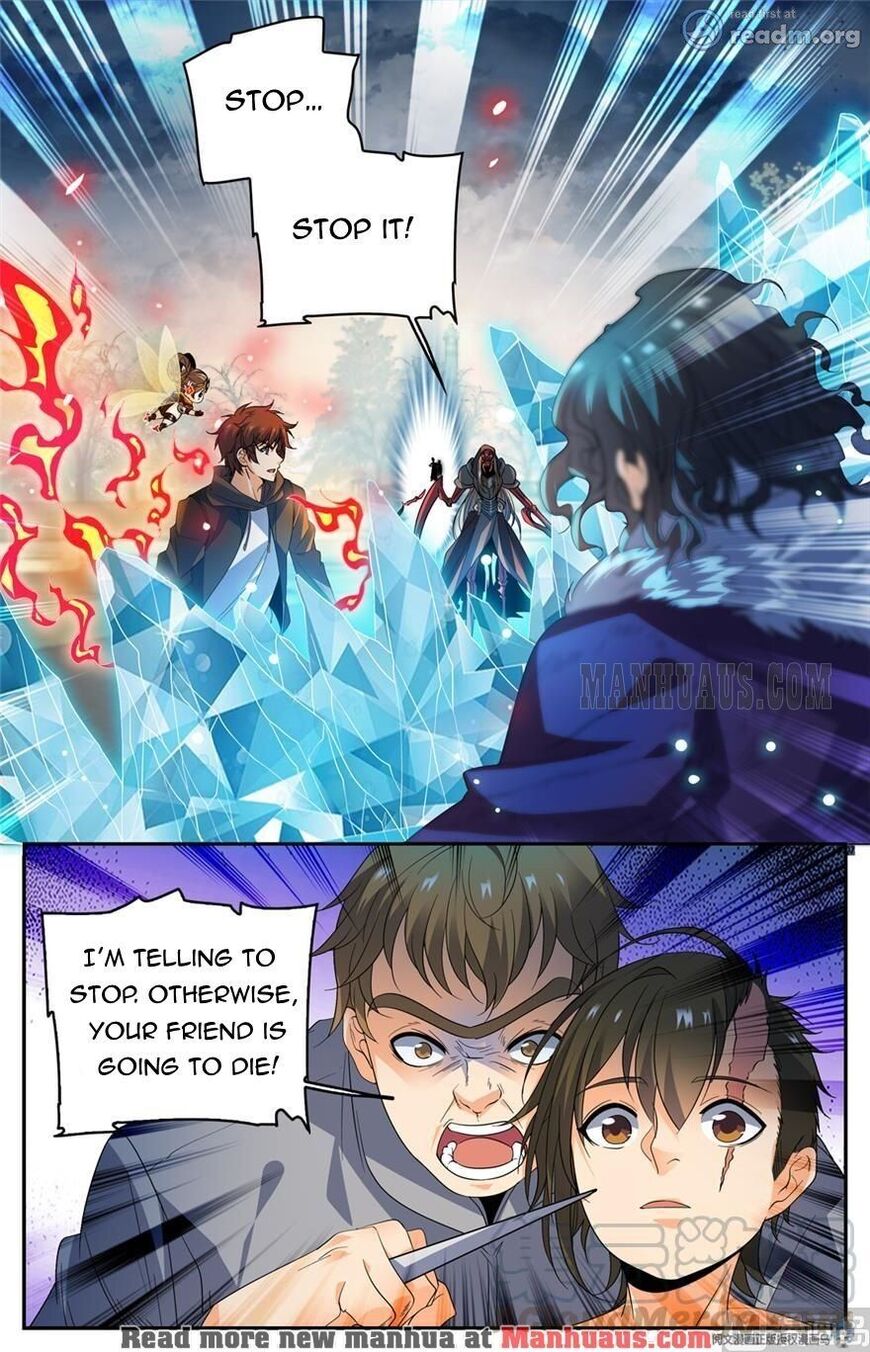 read first at
readm.org
STOP...
STOP IT!
MANHUAUS.COM
I'M TELLING TO
STOP. OTHERWISE,
YOUR FRIEND IS
GOING TO DIE!
Read more new manhua at Manhuaus.com